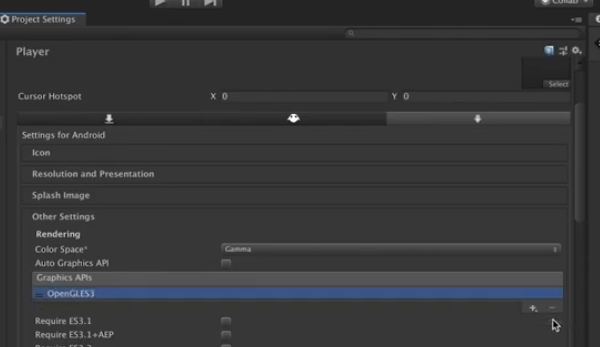 Collab
Project Settings
Player
Select
Cursor Hotspot X 0 Y 0
Settings for Android
Icon
Resolution and Presentation
Splash Image
Other Settings
Rendering
Color Space* Gamma
Auto Graphics API
Graphics APIs
OpenGLES3
+ −
Require ES3.1
Require ES3.1+AEP